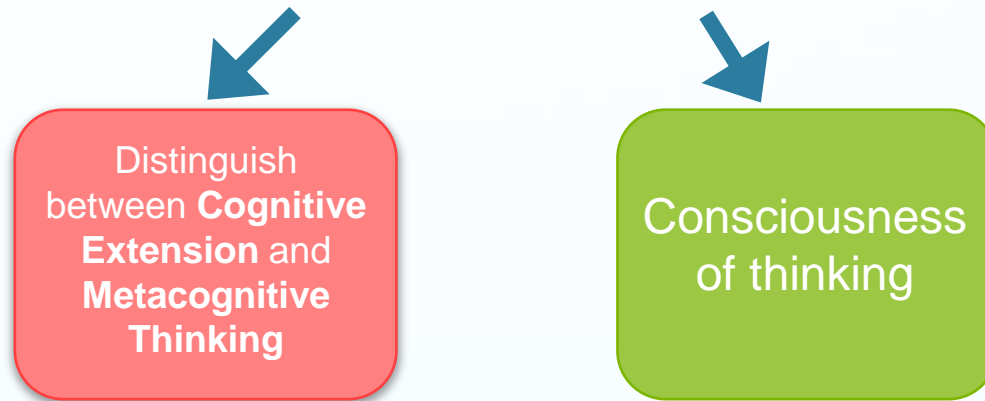 Distinguish
between Cognitive
Extension and
Metacognitive
Thinking
Consciousness
of thinking